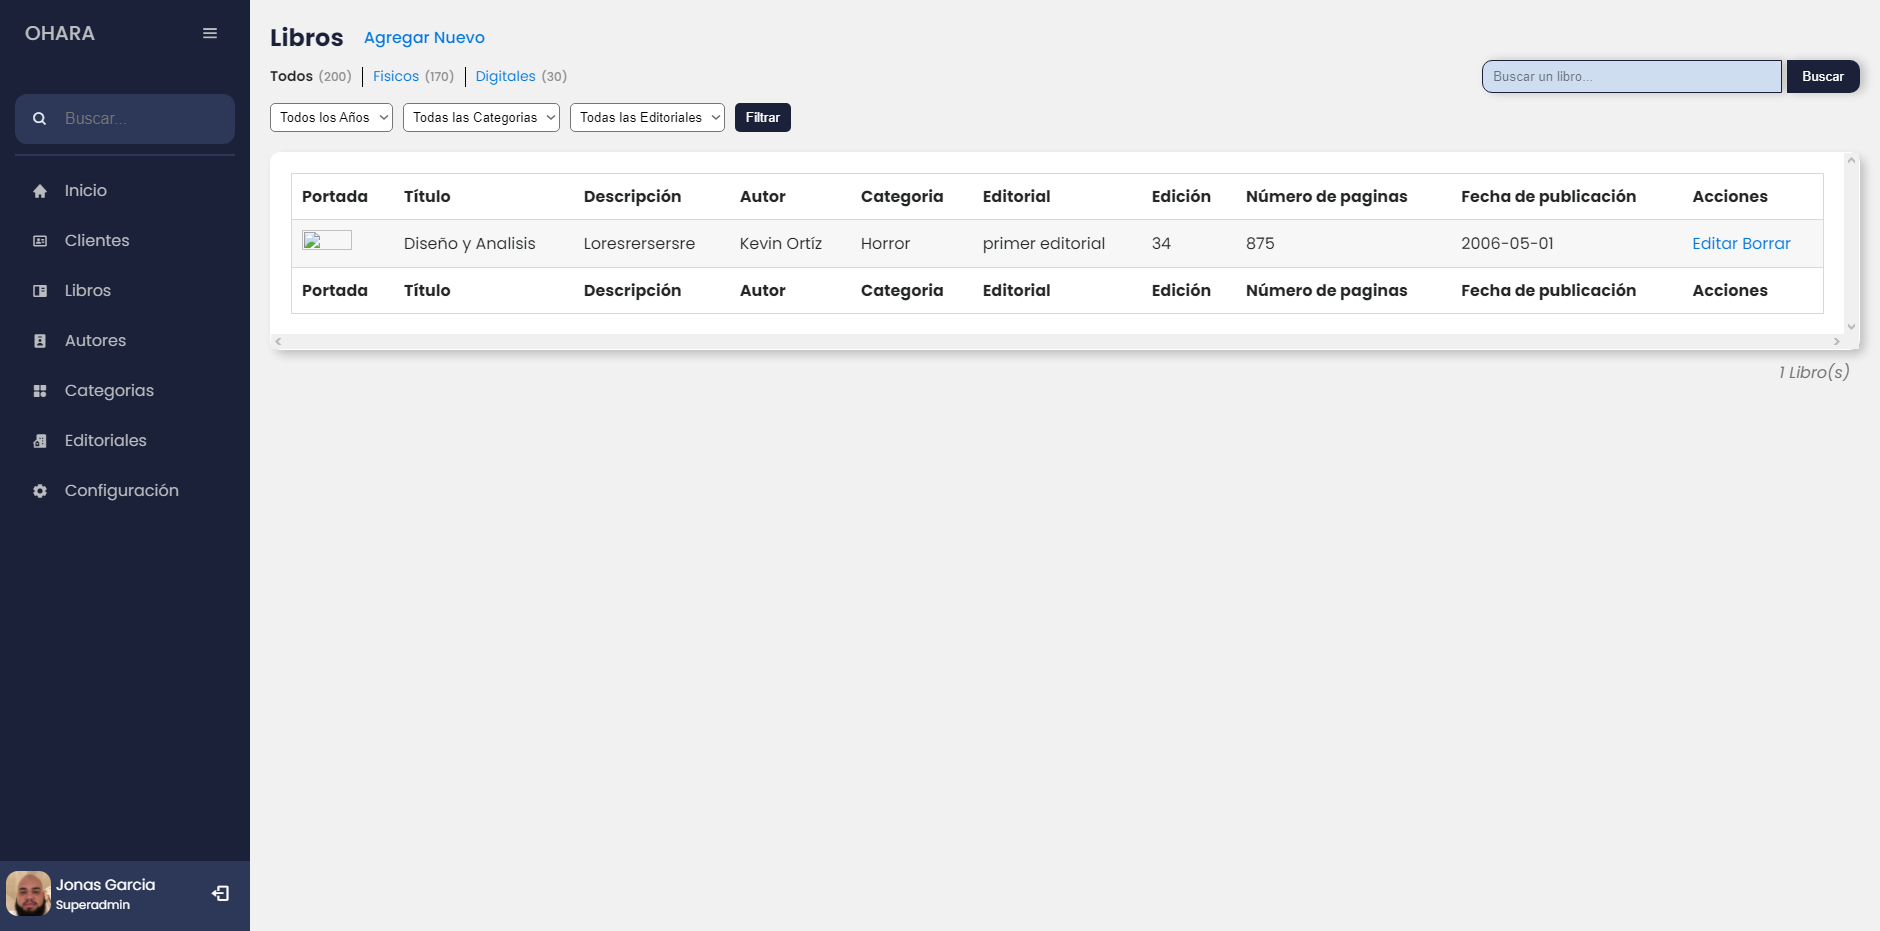 OHARA
Buscar...
Inicio
Clientes
Libros
Autores
Categorias
Editoriales
Configuración
Jonas Garcia
Superadmin
Libros Agregar Nuevo
Todos (200) Fisicos (170) Digitales (30)
Buscar un libro... Buscar
Todos los Años Todas las Categorias Todas las Editoriales Filtrar
Portada Título Descripción Autor Categoria Editorial Edición Número de paginas Fecha de publicación Acciones
Diseño y Analisis Loresrersersre Kevin Ortíz Horror primer editorial 34 875 2006-05-01 Editar Borrar
Portada Título Descripción Autor Categoria Editorial Edición Número de paginas Fecha de publicación Acciones
1 Libro(s)